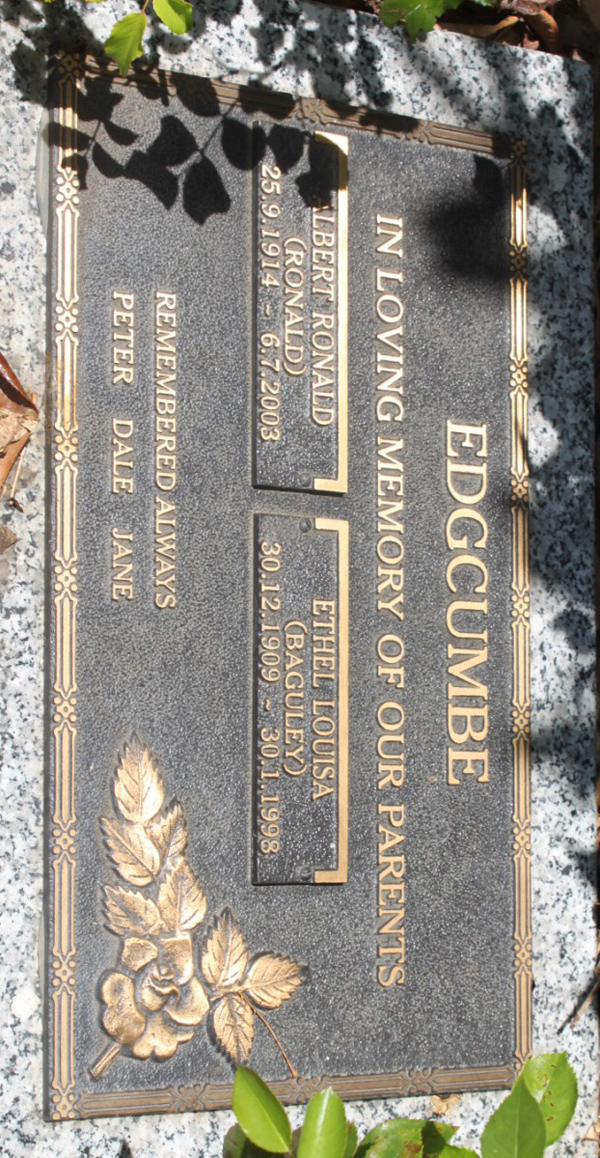 EDGCUMBE
IN LOVING MEMORY OF OUR PARENTS
ALBERT RONALD
(RONALD)
25.9.1914 ~ 6.7.2003
ETHEL LOUISA
(BAGULEY)
30.12.1909 ~ 30.1.1998
REMEMBERED ALWAYS
PETER DALE JANE